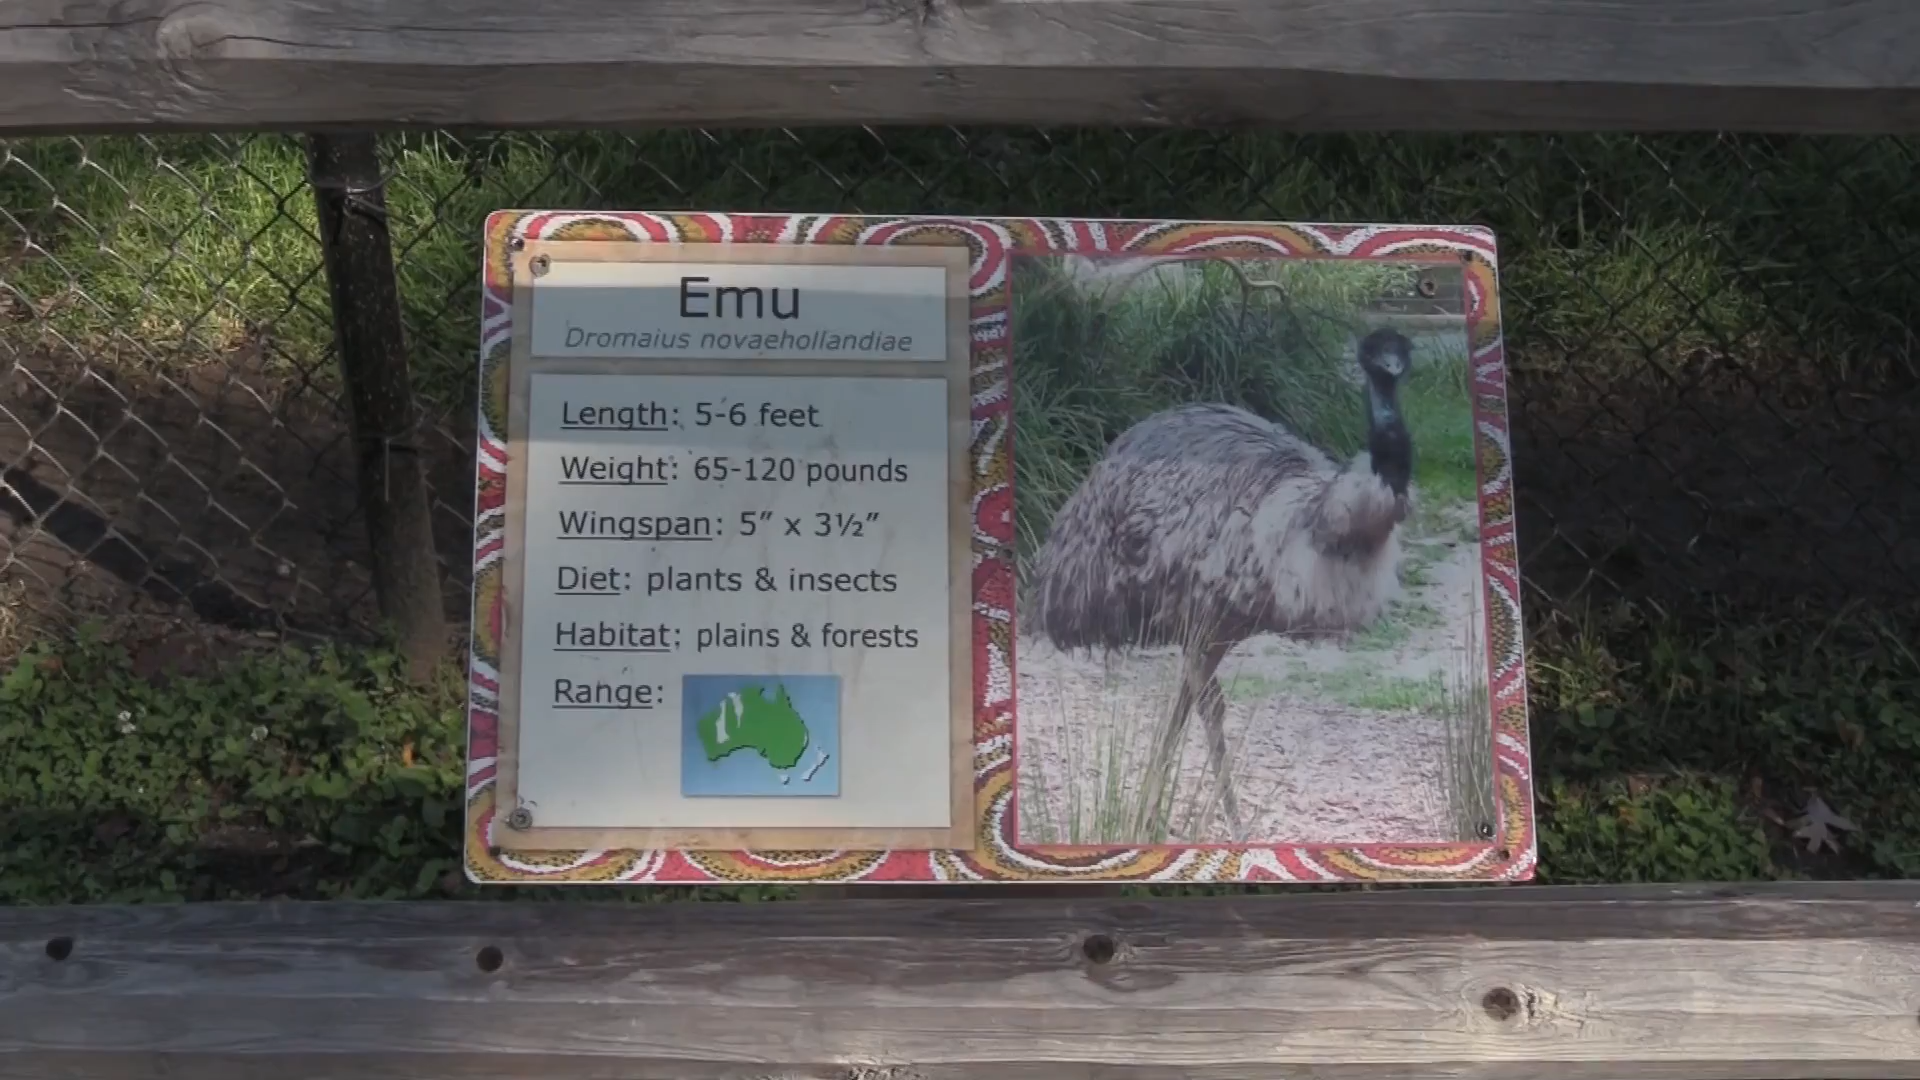 Emu
Dromaius novaehollandiae
Length: 5-6 feet
Weight: 65-120 pounds
Wingspan: 5” x 3½”
Diet: plants & insects
Habitat: plains & forests
Range: